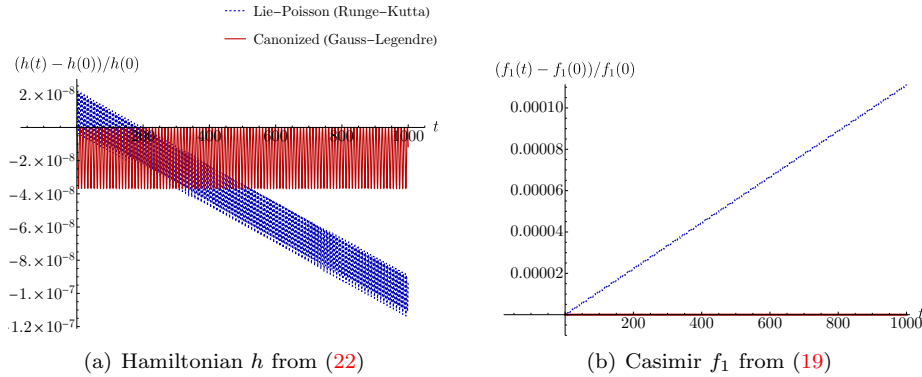 Lie-Poisson (Runge-Kutta)
Canonized (Gauss-Legendre)
(h(t) − h(0))/h(0)
2.×10⁻⁸
200 400 600 800 1000 t
−2.×10⁻⁸
−4.×10⁻⁸
−6.×10⁻⁸
−8.×10⁻⁸
−1.×10⁻⁷
1.2×10⁻⁷
(a) Hamiltonian h from (22)
(f₁(t) − f₁(0))/f₁(0)
0.00010
0.00008
0.00006
0.00004
0.00002
200 400 600 800 1000 t
(b) Casimir f₁ from (19)